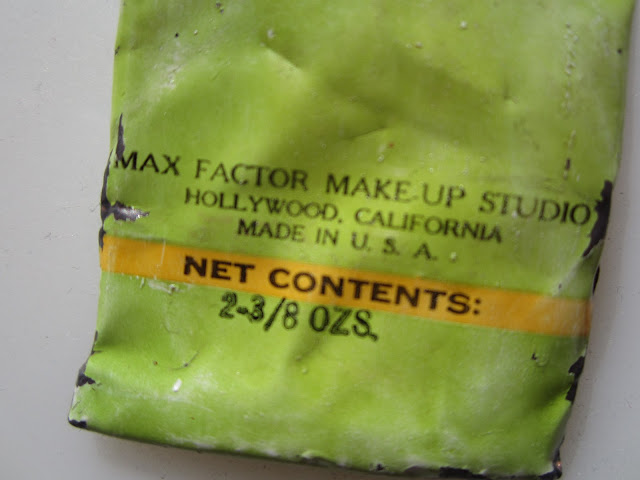 MAX FACTOR MAKE-UP STUDIO
HOLLYWOOD, CALIFORNIA
MADE IN U. S. A.
NET CONTENTS:
2-3/8 OZS.